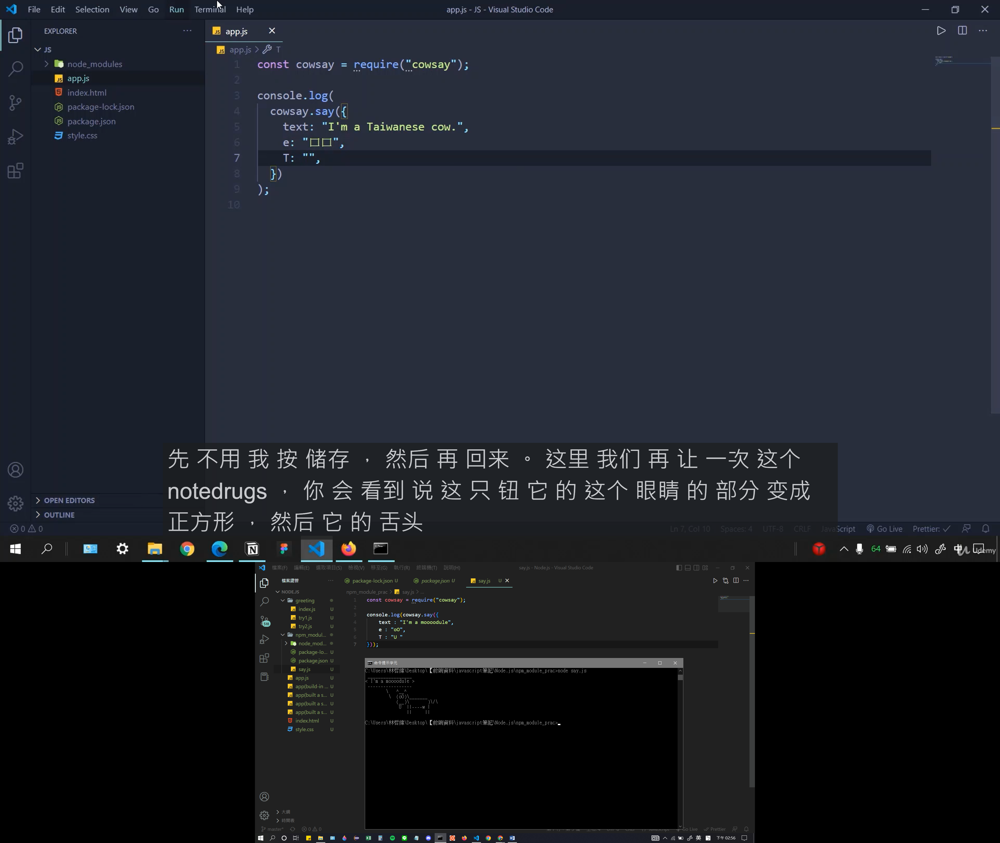 File Edit Selection View Go Run Terminal Help app.js - JS - Visual Studio Code
EXPLORER
JS
node_modules
app.js
index.html
package-lock.json
package.json
style.css
OPEN EDITORS
OUTLINE
app.js
app.js > T
1 const cowsay = require("cowsay");
2
3 console.log(
4 cowsay.say({
5 text: "I'm a Taiwanese cow.",
6 e: "口口",
7 T: "",
8 })
9 );
10
先 不用 我 按 储存 ， 然后 再 回来 。 这里 我们 再 让 一次 这个
notedrugs ， 你 会 看到 说 这 只 钮 它 的 这个 眼睛 的 部分 变成
正方形 ， 然后 它 的 舌头
0 0 Ln 7, Col 10 Spaces: 4 UTF-8 CRLF JavaScript Go Live Prettier: ✓
64 中 Udemy
檔案(F) 編輯(E) 選取項目(S) 檢視(V) 移至(G) 執行(R) 終端機(T) 說明(H) say.js - Node.js - Visual Studio Code
檔案總管
NODE.JS
greeting
index.js U
try1.js U
try2.js U
npm_modul...
node_mod...
package-lo... U
package.json U
say.js U
app.js U
app(build-in ... U
app(built a s... U
app(built a s... U
app(built a s... U
index.html U
style.css U
518
大綱
時間表
package-lock.json U package.json U say.js U
npm_module_prac > say.js > ...
1 const cowsay = require("cowsay");
2
3 console.log(cowsay.say({
4 text : "I'm a moooodule",
5 e : "oO",
6 T : "U "
7 }));
命令提示字元
C:\Users\林哲緯\Desktop\【前端資料\javascript筆記\Node.js\npm_module_prac>node say.js
 _________________
< I'm a moooodule >
 -----------------
        \   ^__^
         \  (oO)\_______
            (__)\       )\/\
             U  ||----w |
                ||     ||
C:\Users\林哲緯\Desktop\【前端資料\javascript筆記\Node.js\npm_module_prac>
master* 0 0 Go Live Prettier
英 下午 02:56